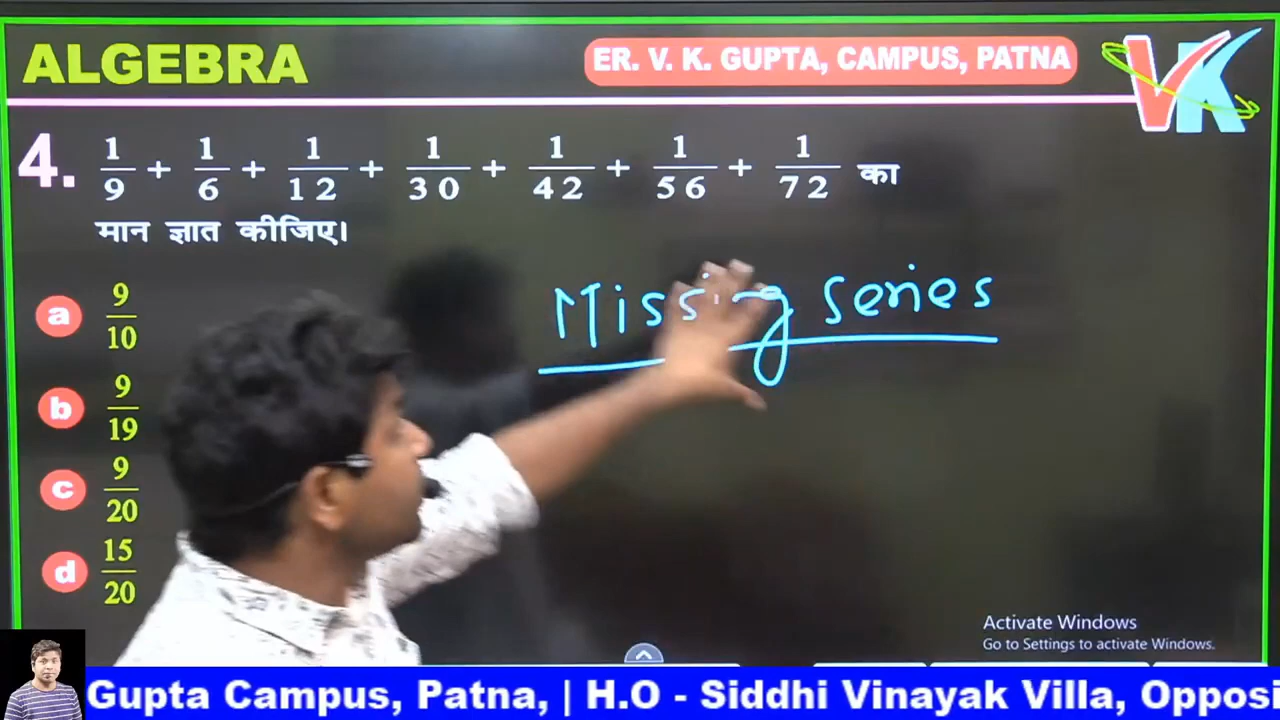 ALGEBRA
ER. V. K. GUPTA, CAMPUS, PATNA
VK
4. 1/9 + 1/6 + 1/12 + 1/30 + 1/42 + 1/56 + 1/72 का
मान ज्ञात कीजिए।
Missing series
a 9/10
b 9/19
c 9/20
d 15/20
Activate Windows
Go to Settings to activate Windows.
Gupta Campus, Patna, | H.O - Siddhi Vinayak Villa, Opposi